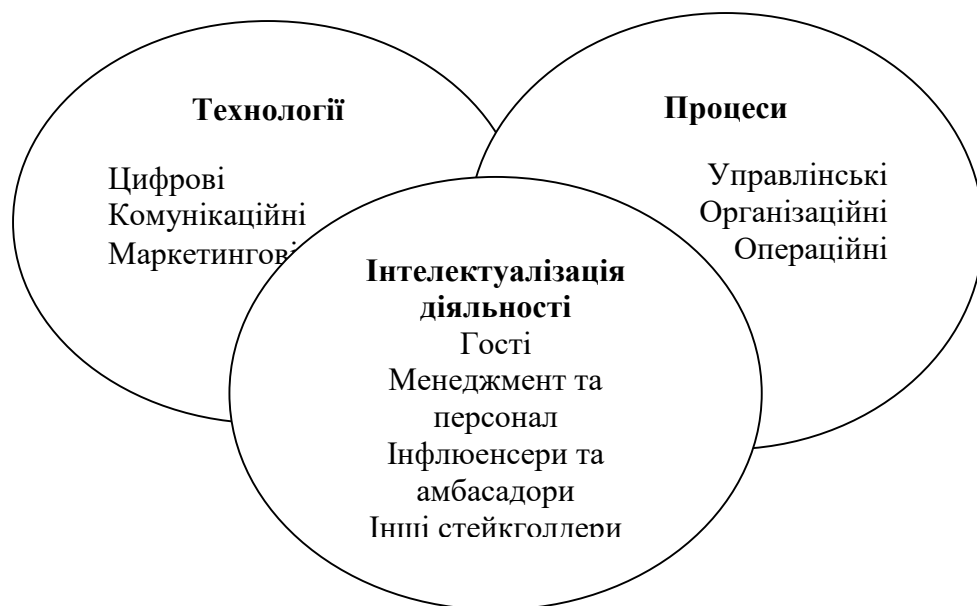 Технології
Цифрові
Комунікаційні
Маркетингові
Процеси
Управлінські
Організаційні
Операційні
Інтелектуалізація
діяльності
Гості
Менеджмент та
персонал
Інфлюенсери та
амбасадори
Інші стейкголдери